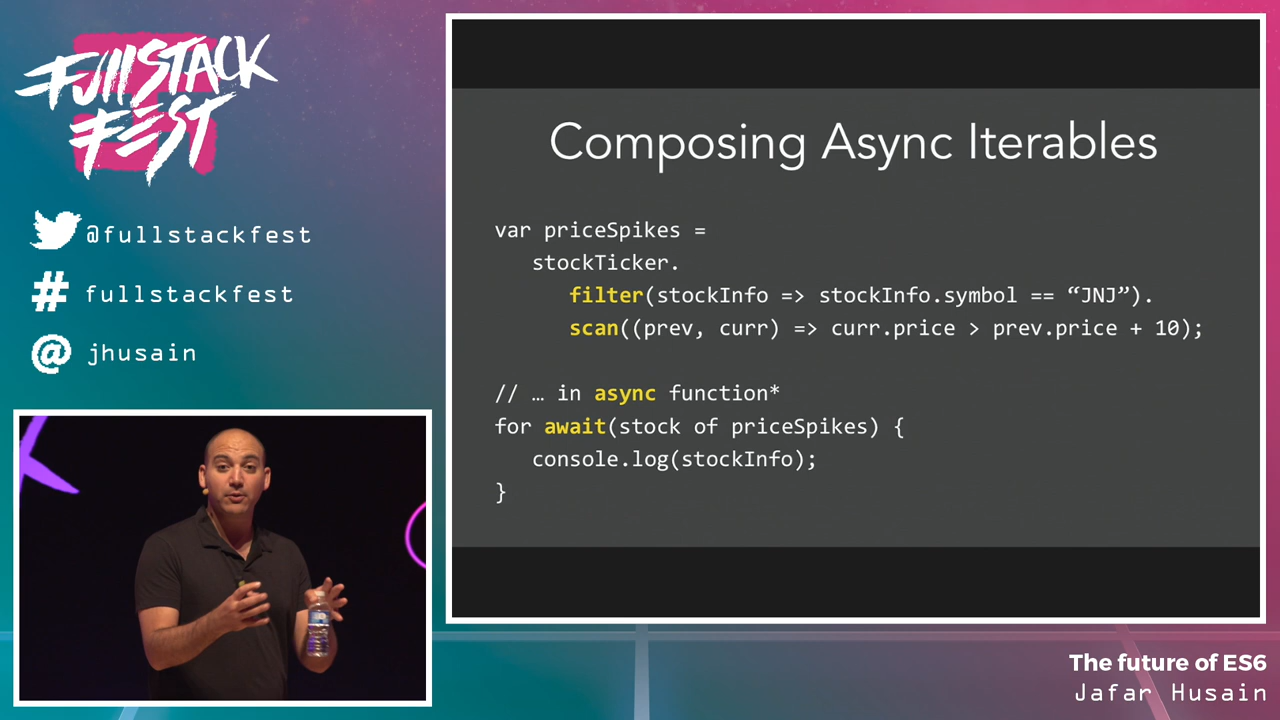 FullSTACK
FEST
@fullstackfest
# fullstackfest
@ jhusain
Composing Async Iterables
var priceSpikes =
stockTicker.
filter(stockInfo => stockInfo.symbol == “JNJ”).
scan((prev, curr) => curr.price > prev.price + 10);
// … in async function*
for await(stock of priceSpikes) {
console.log(stockInfo);
}
The future of ES6
Jafar Husain